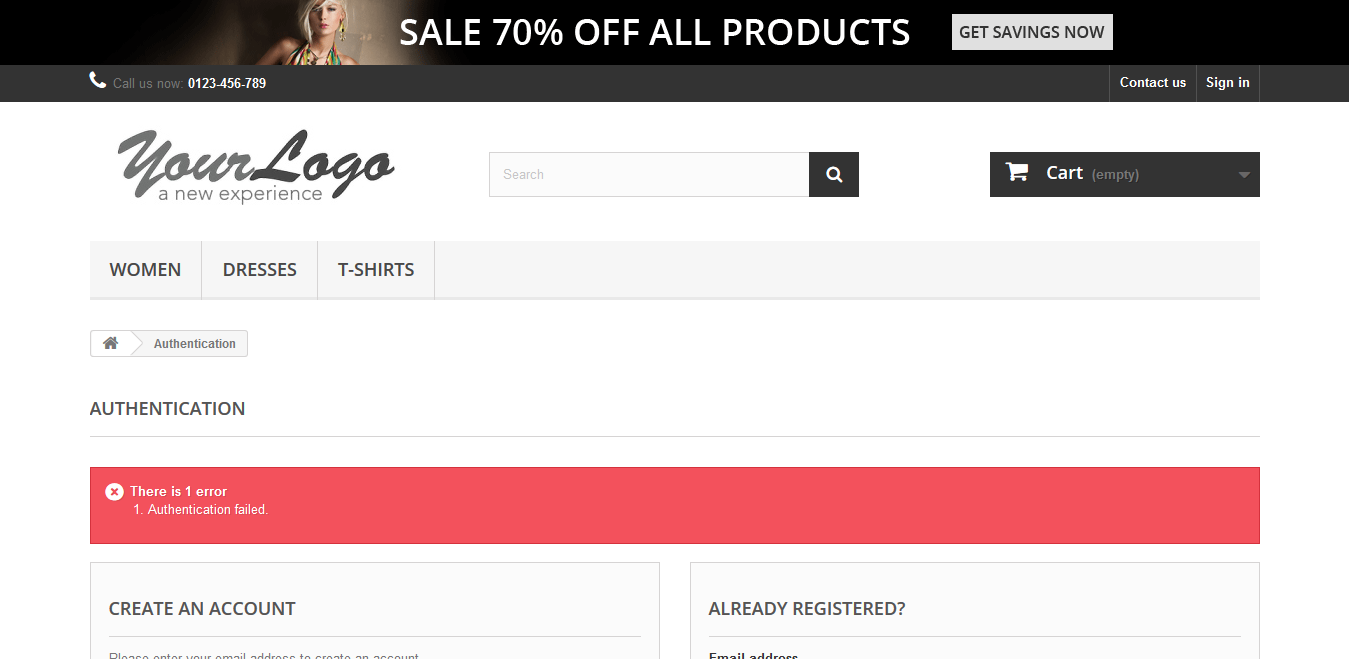 SALE 70% OFF ALL PRODUCTS
GET SAVINGS NOW
Call us now: 0123-456-789
Contact us
Sign in
YourLogo
a new experience
Search
Cart (empty)
WOMEN
DRESSES
T-SHIRTS
Authentication
AUTHENTICATION
There is 1 error
1. Authentication failed.
CREATE AN ACCOUNT
ALREADY REGISTERED?
Please enter your email address to create an account.
Email address